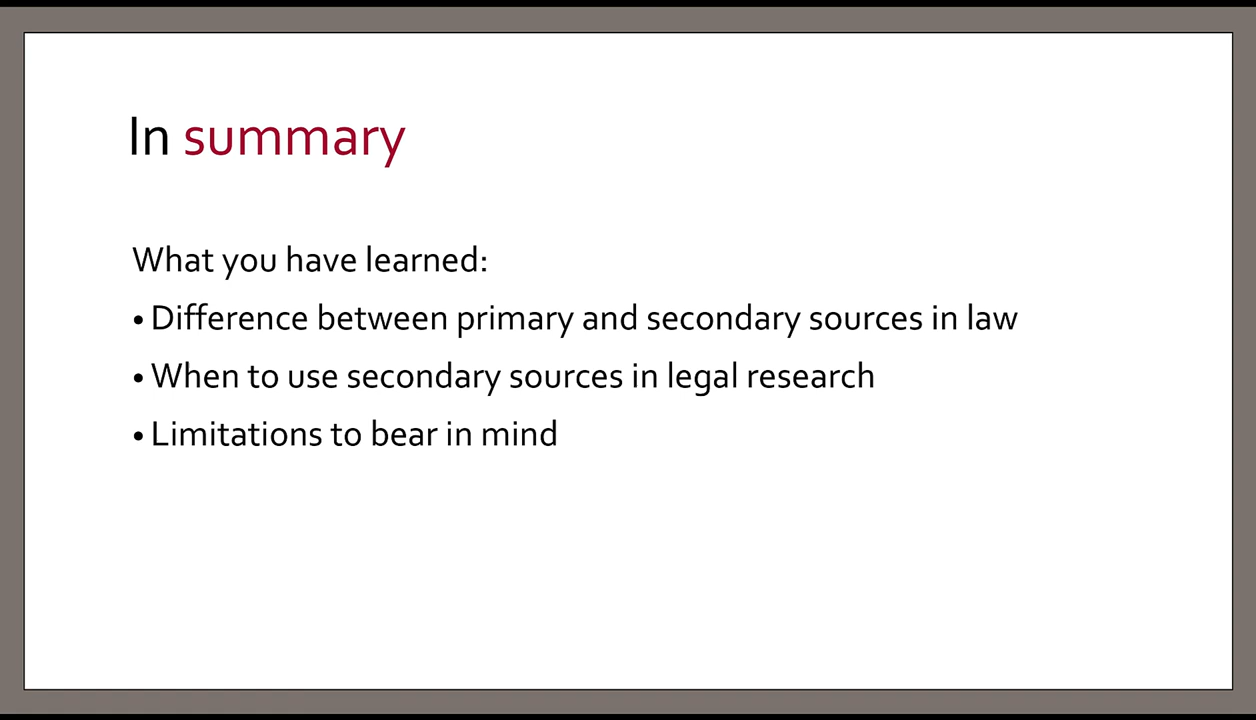 In summary
What you have learned:
• Difference between primary and secondary sources in law
• When to use secondary sources in legal research
• Limitations to bear in mind